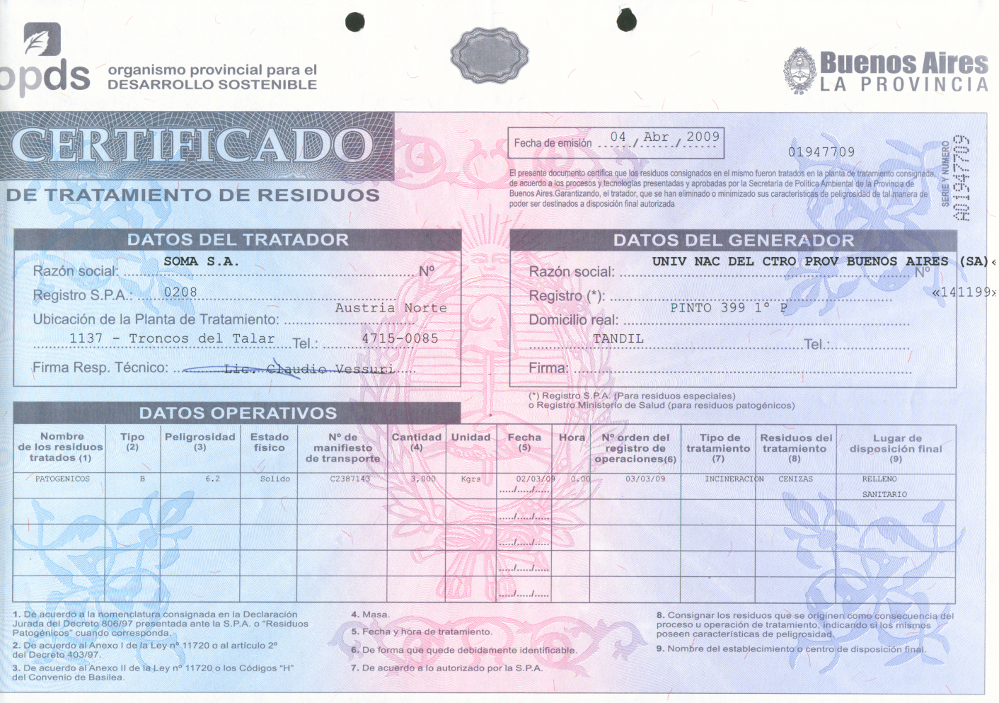 opds
organismo provincial para el
DESARROLLO SOSTENIBLE
Buenos Aires
LA PROVINCIA
CERTIFICADO
DE TRATAMIENTO DE RESIDUOS
Fecha de emisión 04 / Abr / 2009
01947709
SERIE Y NUMERO
A01947709
El presente documento certifica que los residuos consignados en el mismo fueron tratados en la planta de tratamiento consignada,
de acuerdo a los procesos y tecnologías presentadas y aprobadas por la Secretaría de Política Ambiental de la Provincia de
Buenos Aires.Garantizando, el tratador, que se han eliminado o minimizado sus características de peligrosidad de tal manera de
poder ser destinados a disposición final autorizada
DATOS DEL TRATADOR
Razón social: SOMA S.A. Nº
Registro S.P.A.: 0208
Ubicación de la Planta de Tratamiento: Austria Norte
1137 - Troncos del Talar Tel.: 4715-0085
Firma Resp. Técnico: Lic. Claudio Vessuri
DATOS DEL GENERADOR
Razón social: UNIV NAC DEL CTRO PROV BUENOS AIRES (SA)« Nº
Registro (*): «141199»
Domicilio real: PINTO 399 1° P
TANDIL Tel.:
Firma:
(*) Registro S.P.A. (Para residuos especiales)
o Registro Ministerio de Salud (para residuos patogénicos)
DATOS OPERATIVOS
Nombre de los residuos tratados (1) Tipo (2) Peligrosidad (3) Estado físico Nº de manifiesto de transporte Cantidad (4) Unidad Fecha (5) Hora Nº orden del registro de operaciones(6) Tipo de tratamiento (7) Residuos del tratamiento (8) Lugar de disposición final (9)
PATOGENICOS B 6.2 Solido C2387143 3,000 Kgrs 02/03/09 0.00 03/03/09 INCINERACION CENIZAS RELLENO
SANITARIO
1. De acuerdo a la nomenclatura consignada en la Declaración
Jurada del Decreto 806/97 presentada ante la S.P.A. o "Residuos
Patogénicos" cuando corresponda.
2. De acuerdo al Anexo I de la Ley nº 11720 o al artículo 2º
del Decreto 403/97.
3. De acuerdo al Anexo II de la Ley nº 11720 o los Códigos "H"
del Convenio de Basilea.
4. Masa.
5. Fecha y hora de tratamiento.
6. De forma que quede debidamente identificable.
7. De acuerdo a lo autorizado por la S.P.A.
8. Consignar los residuos que se originen como consecuencia del
proceso u operación de tratamiento, indicando si los mismos
poseen características de peligrosidad.
9. Nombre del establecimiento o centro de disposición final.